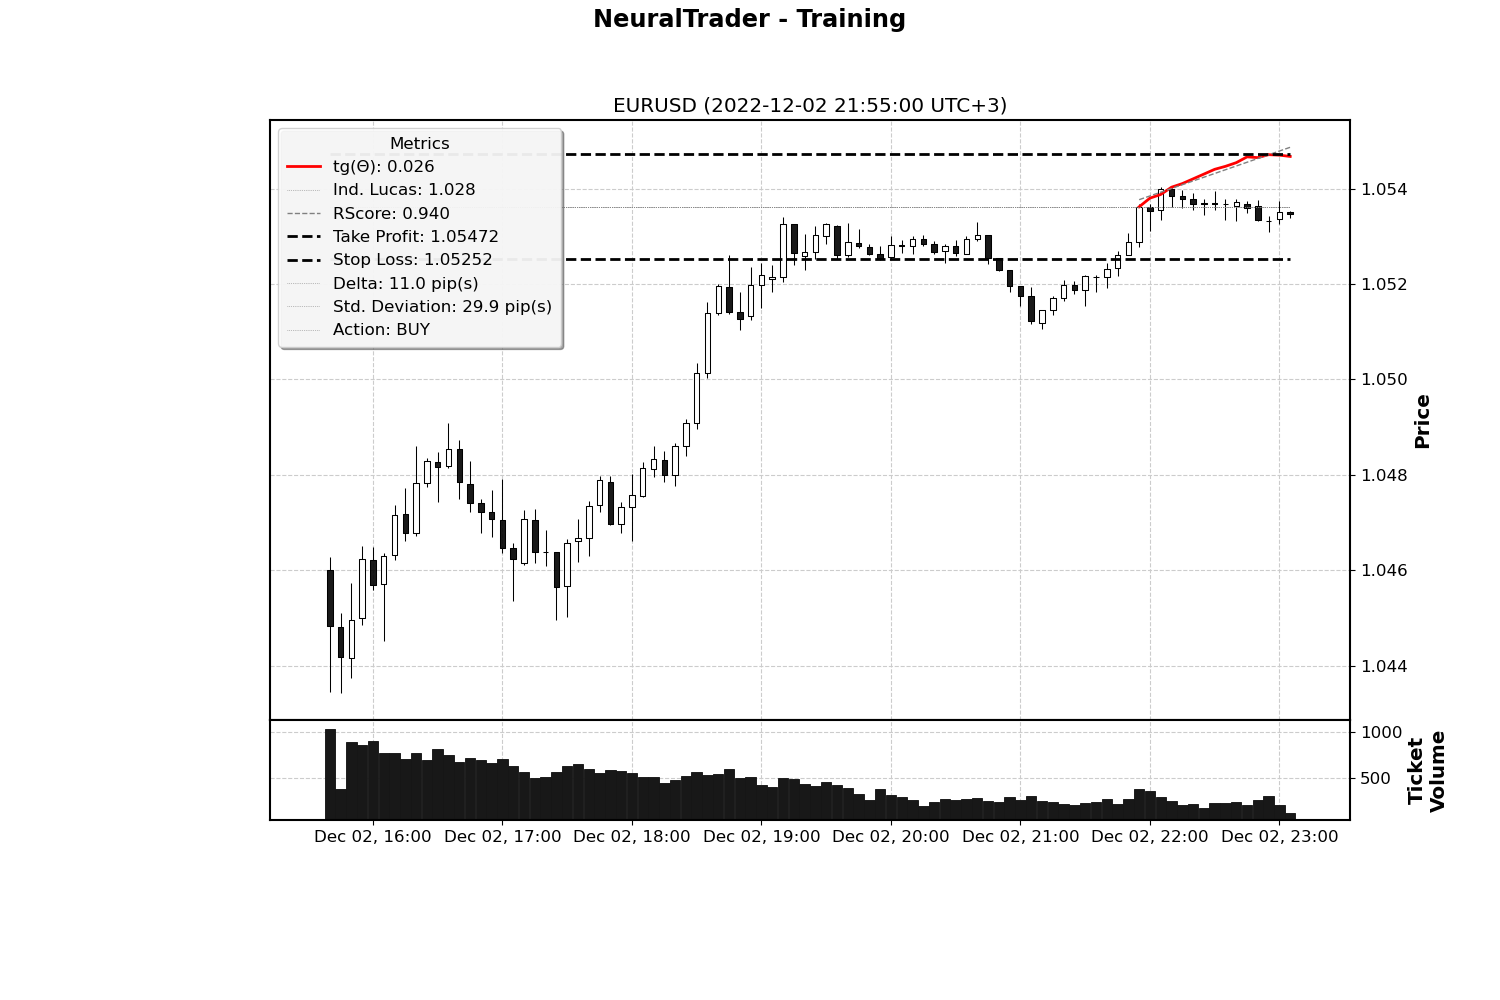 NeuralTrader - Training
EURUSD (2022-12-02 21:55:00 UTC+3)
Metrics
tg(Θ): 0.026
Ind. Lucas: 1.028
RScore: 0.940
Take Profit: 1.05472
Stop Loss: 1.05252
Delta: 11.0 pip(s)
Std. Deviation: 29.9 pip(s)
Action: BUY
1.054
1.052
1.050
1.048
1.046
1.044
Price
1000
500
Ticket
Volume
Dec 02, 16:00 Dec 02, 17:00 Dec 02, 18:00 Dec 02, 19:00 Dec 02, 20:00 Dec 02, 21:00 Dec 02, 22:00 Dec 02, 23:00